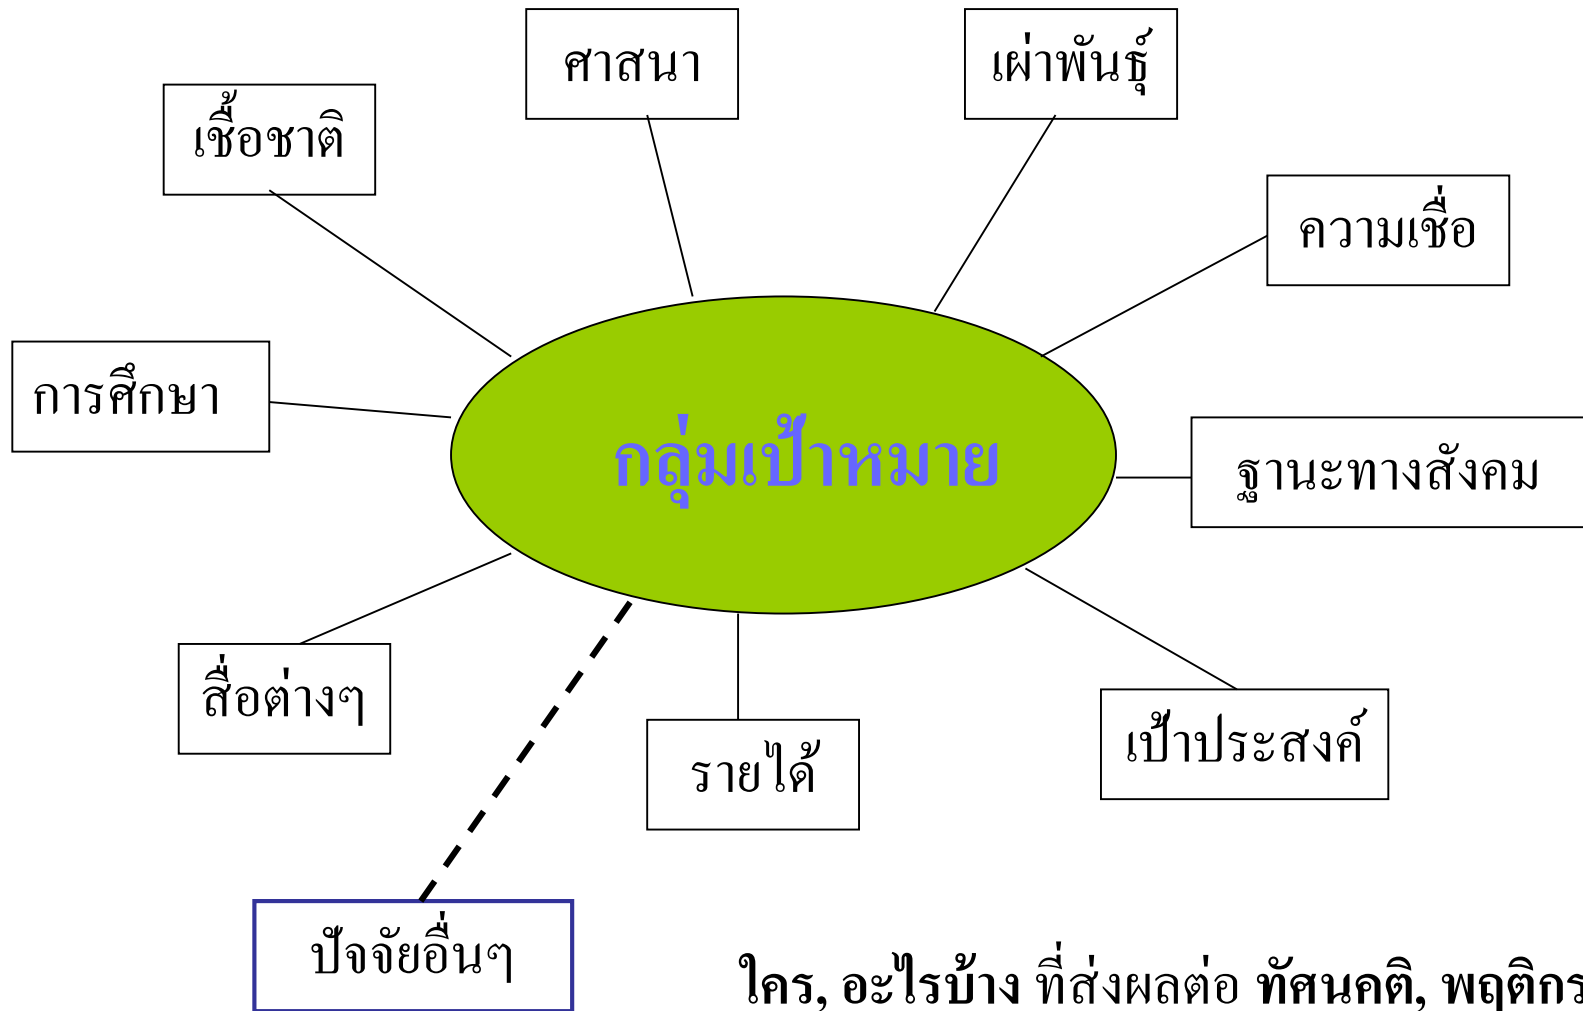 ศาสนา
เผ่าพันธุ์
เชื้อชาติ
ความเชื่อ
การศึกษา
กลุ่มเป้าหมาย
ฐานะทางสังคม
สื่อต่างๆ
เป้าประสงค์
รายได้
ปัจจัยอื่นๆ
ใคร, อะไรบ้าง ที่ส่งผลต่อ ทัศนคติ, พฤติกร